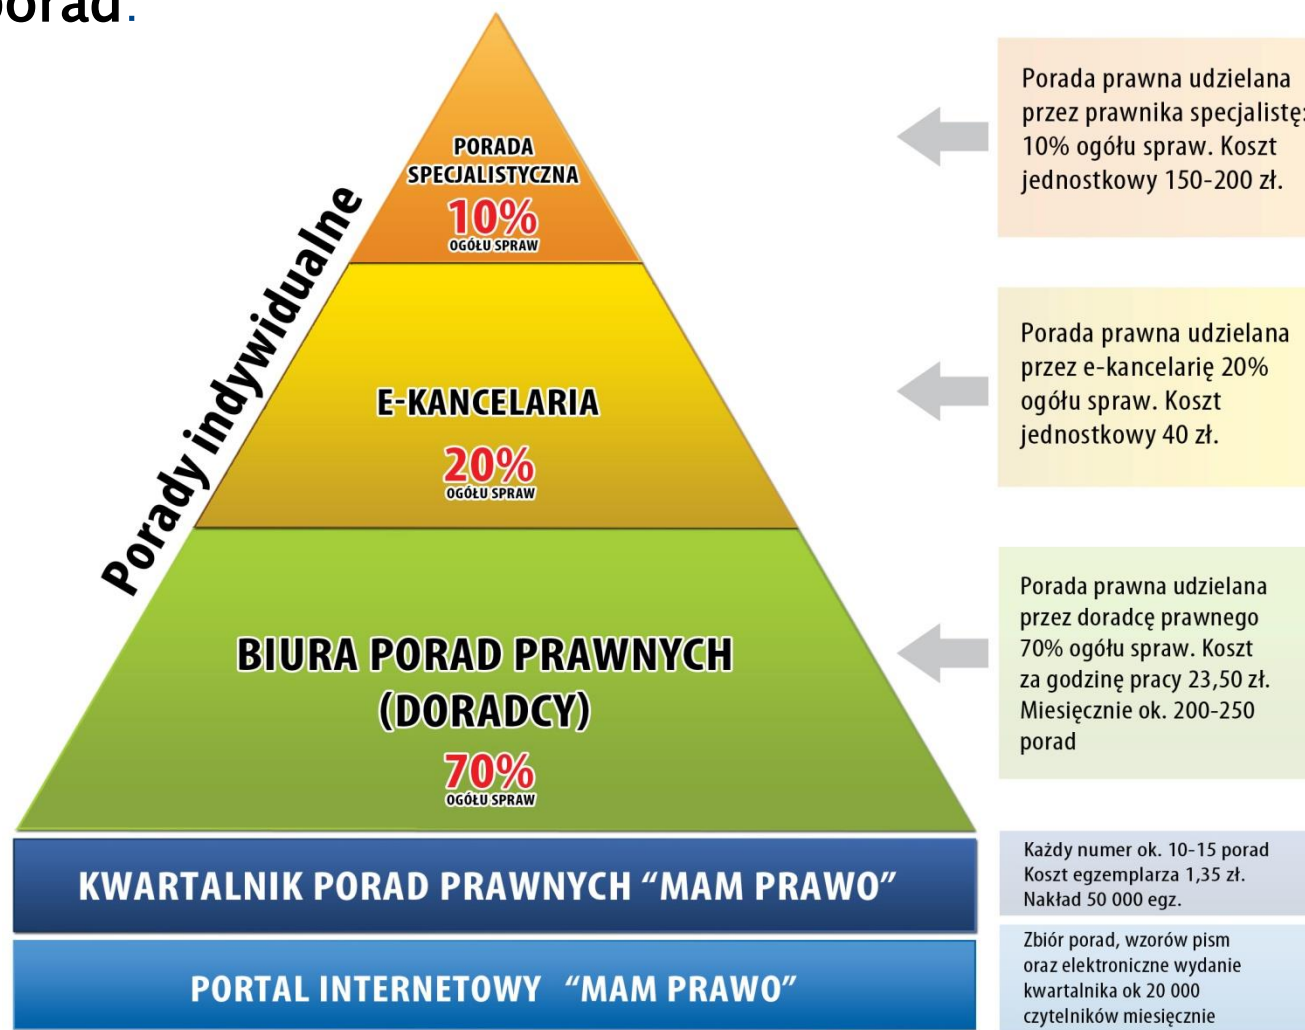 porad.
Porady indywidualne
PORADA
SPECJALISTYCZNA
10%
OGÓŁU SPRAW
Porada prawna udzielana
przez prawnika specjalistę:
10% ogółu spraw. Koszt
jednostkowy 150-200 zł.
E-KANCELARIA
20%
OGÓŁU SPRAW
Porada prawna udzielana
przez e-kancelarię 20%
ogółu spraw. Koszt
jednostkowy 40 zł.
BIURA PORAD PRAWNYCH
(DORADCY)
70%
OGÓŁU SPRAW
Porada prawna udzielana
przez doradcę prawnego
70% ogółu spraw. Koszt
za godzinę pracy 23,50 zł.
Miesięcznie ok. 200-250
porad
KWARTALNIK PORAD PRAWNYCH “MAM PRAWO”
Każdy numer ok. 10-15 porad
Koszt egzemplarza 1,35 zł.
Nakład 50 000 egz.
PORTAL INTERNETOWY “MAM PRAWO”
Zbiór porad, wzorów pism
oraz elektroniczne wydanie
kwartalnika ok 20 000
czytelników miesięcznie